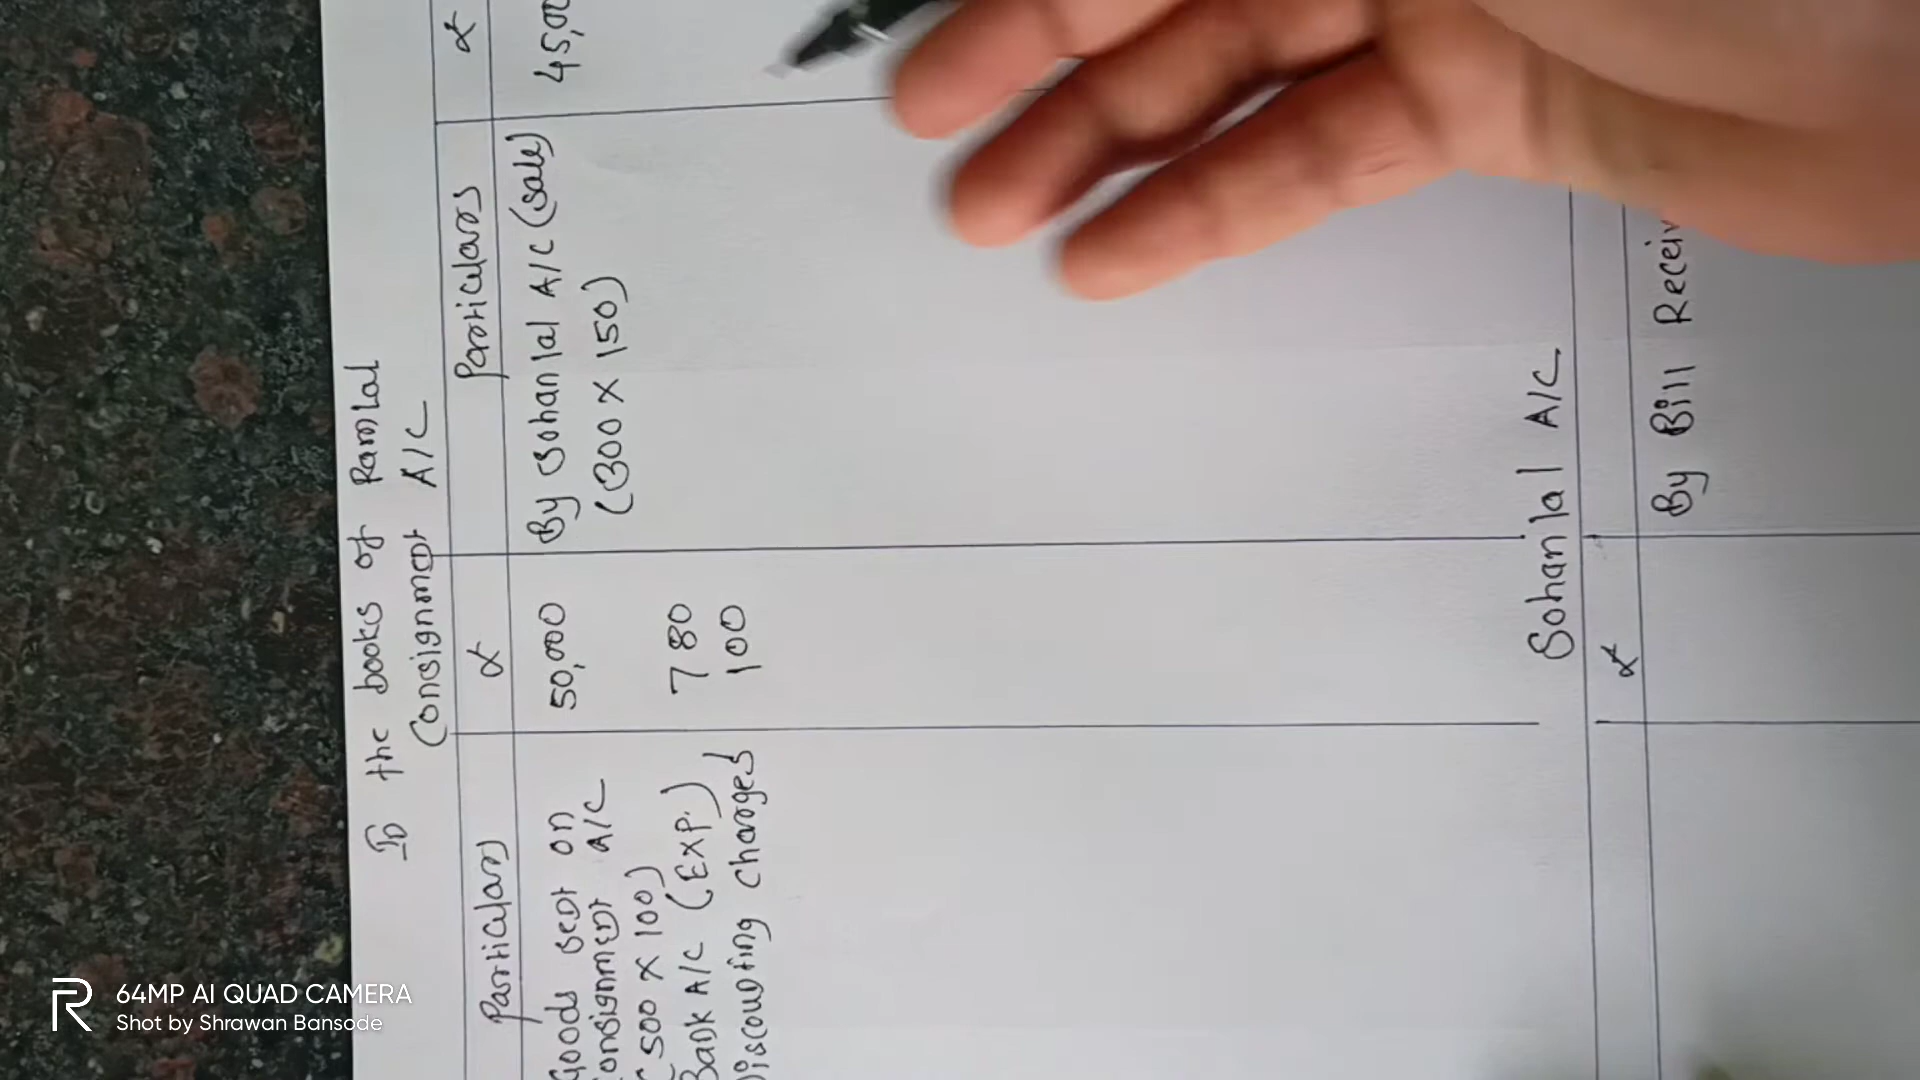 In the books of Ramlal
Consignment A/C
Particulars ₹ Particulars ₹
Goods sent on 50,000 By Sohanlal A/C (sale) 45,00
Consignment A/C (300 X 150)
(500 X 100)
Bank A/C (Exp.) 780
Discounting Charges 100
Sohanlal A/C
₹
By Bill Receiv
64MP AI QUAD CAMERA
Shot by Shrawan Bansode